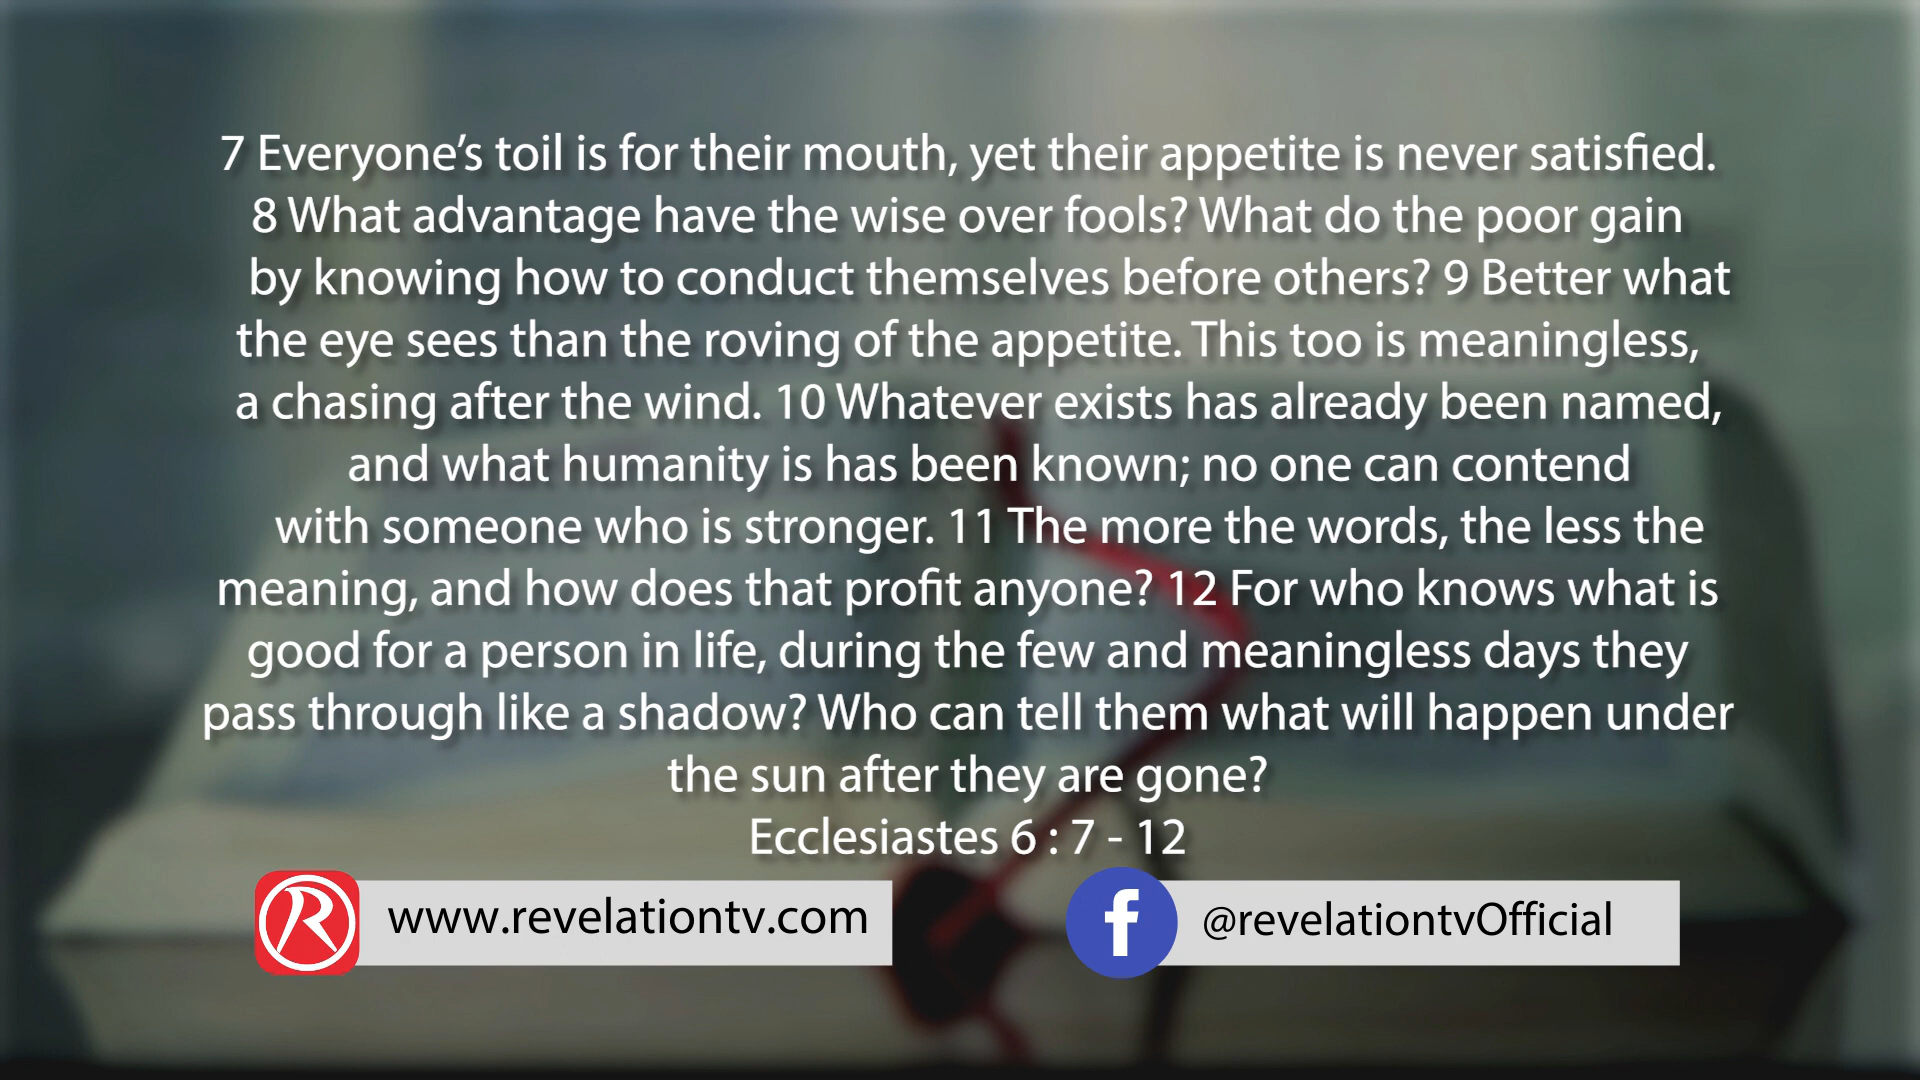 7 Everyone’s toil is for their mouth, yet their appetite is never satisfied.
8 What advantage have the wise over fools? What do the poor gain
by knowing how to conduct themselves before others? 9 Better what
the eye sees than the roving of the appetite. This too is meaningless,
a chasing after the wind. 10 Whatever exists has already been named,
and what humanity is has been known; no one can contend
with someone who is stronger. 11 The more the words, the less the
meaning, and how does that profit anyone? 12 For who knows what is
good for a person in life, during the few and meaningless days they
pass through like a shadow? Who can tell them what will happen under
the sun after they are gone?
Ecclesiastes 6 : 7 - 12
R www.revelationtv.com
f @revelationtvOfficial